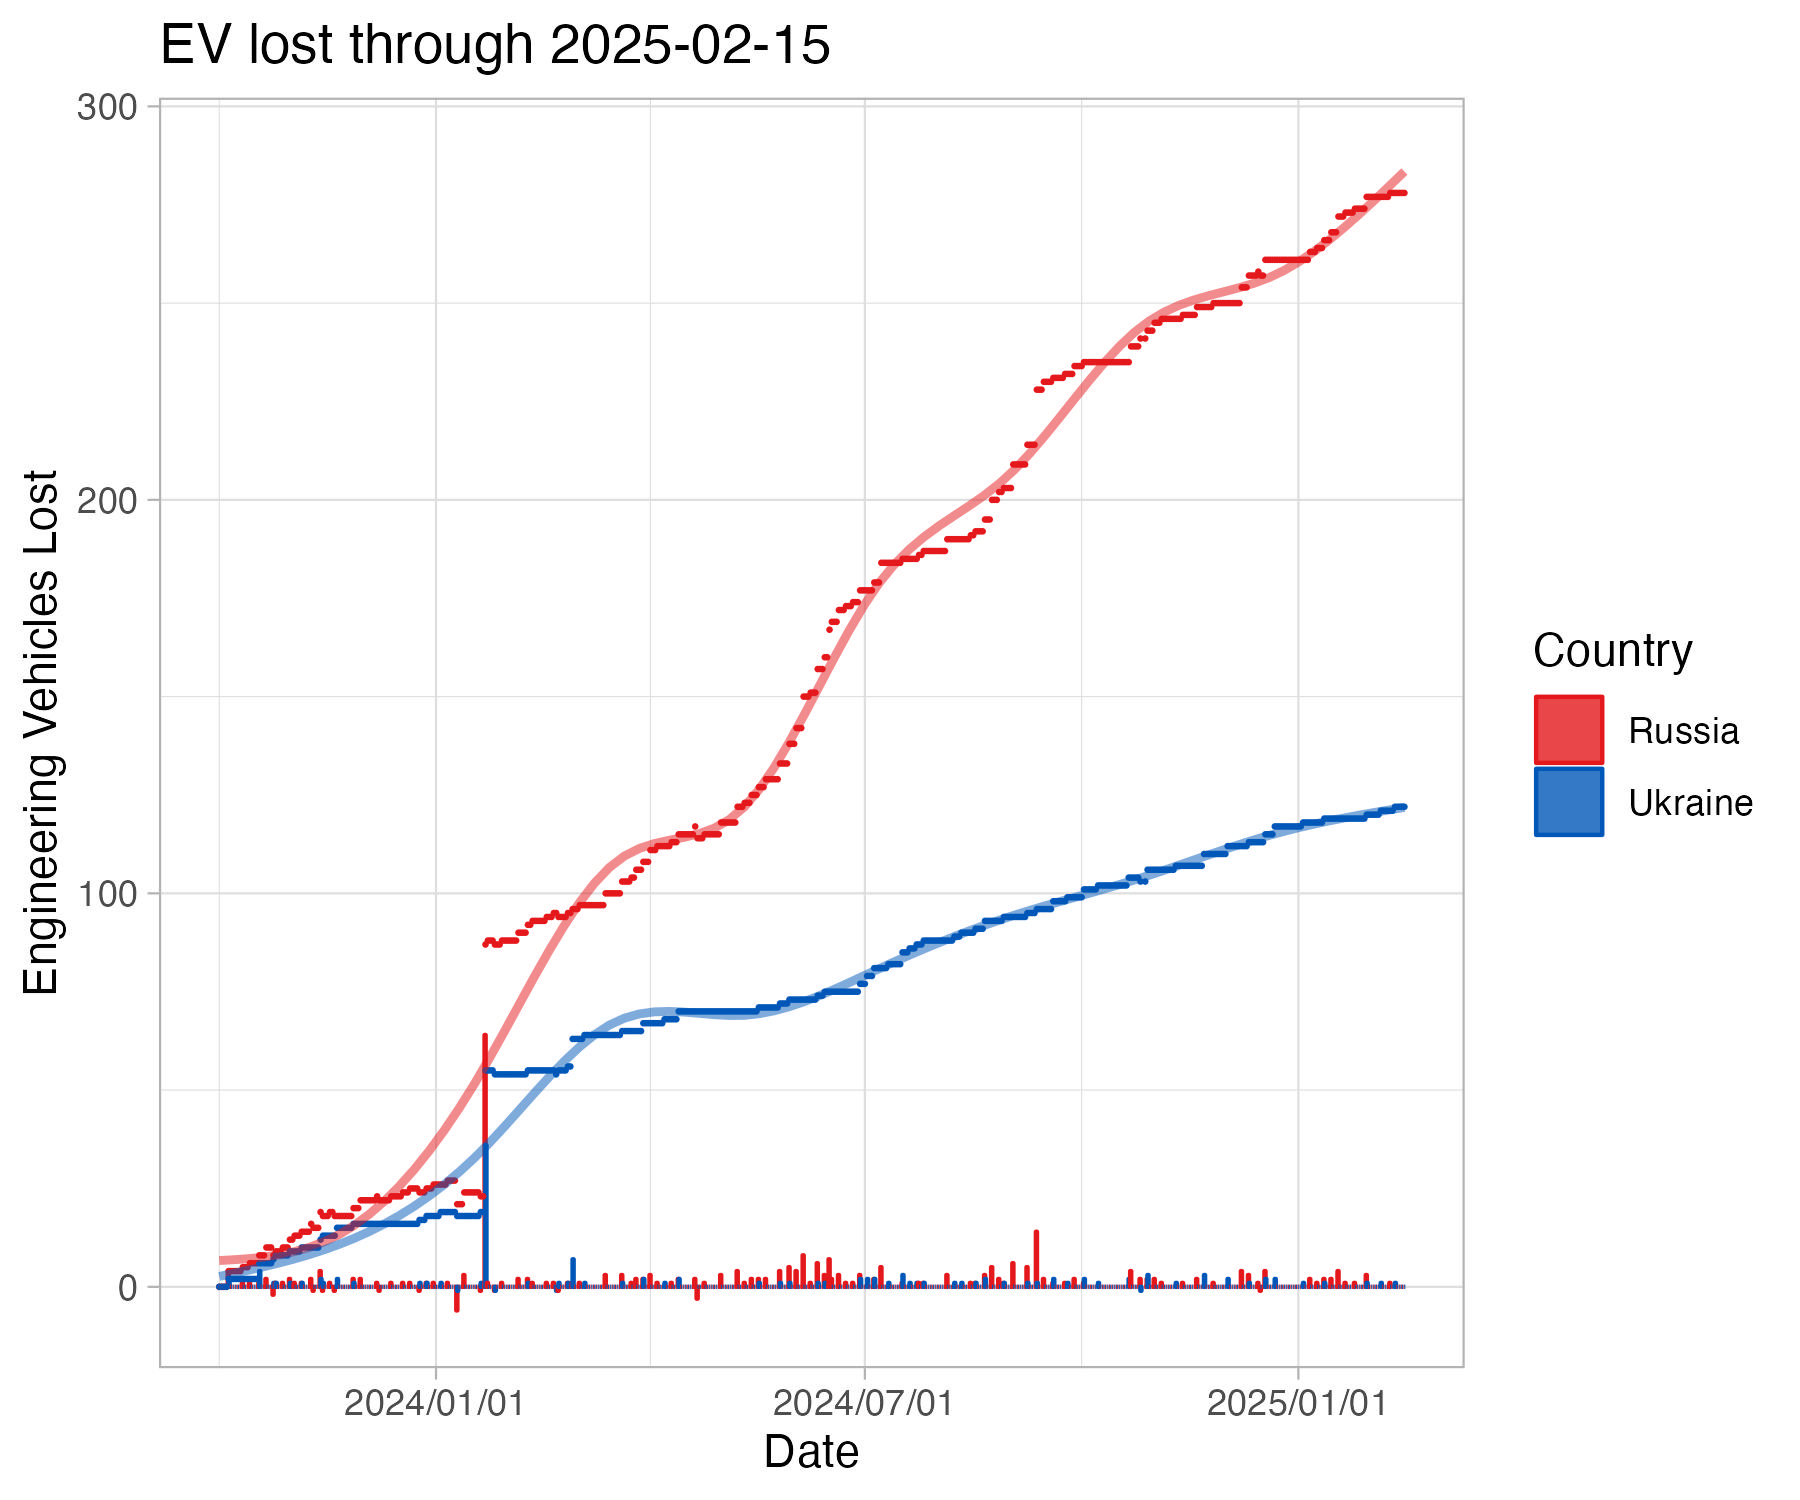 EV lost through 2025-02-15
Engineering Vehicles Lost
300
200
100
0
2024/01/01
2024/07/01
2025/01/01
Date
Country
Russia
Ukraine